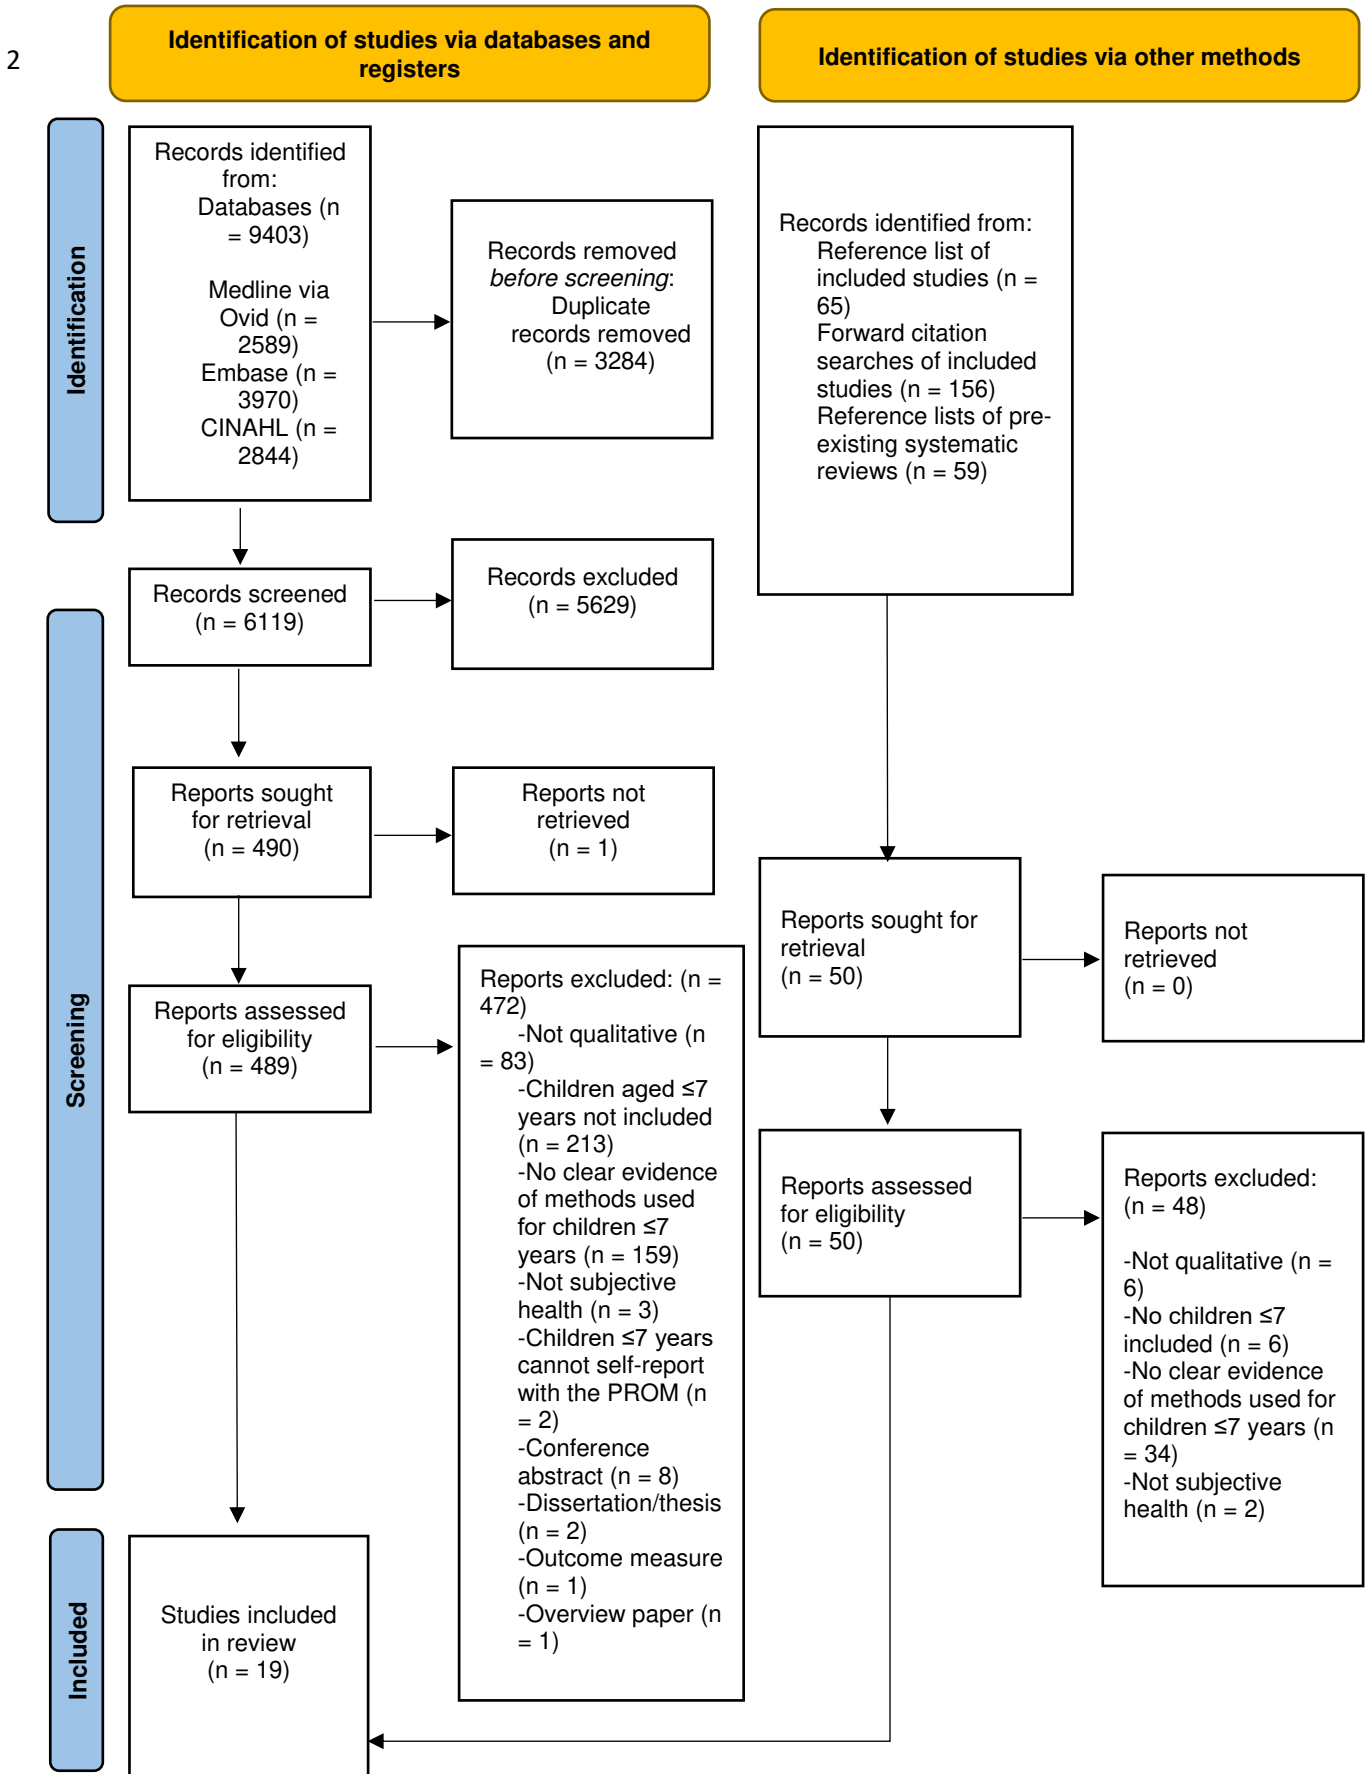 2
Identification of studies via databases and
registers
Identification of studies via other methods
Identification
Records identified
from:
Databases (n
= 9403)
Medline via
Ovid (n =
2589)
Embase (n =
3970)
CINAHL (n =
2844)
Records removed
before screening:
Duplicate
records removed
(n = 3284)
Records identified from:
Reference list of
included studies (n =
65)
Forward citation
searches of included
studies (n = 156)
Reference lists of pre-
existing systematic
reviews (n = 59)
Screening
Records screened
(n = 6119)
Records excluded
(n = 5629)
Reports sought
for retrieval
(n = 490)
Reports not
retrieved
(n = 1)
Reports sought for
retrieval
(n = 50)
Reports not
retrieved
(n = 0)
Reports assessed
for eligibility
(n = 489)
Reports excluded: (n =
472)
-Not qualitative (n
= 83)
-Children aged ≤7
years not included
(n = 213)
-No clear evidence
of methods used
for children ≤7
years (n = 159)
-Not subjective
health (n = 3)
-Children ≤7 years
cannot self-report
with the PROM (n
= 2)
-Conference
abstract (n = 8)
-Dissertation/thesis
(n = 2)
-Outcome measure
(n = 1)
-Overview paper (n
= 1)
Reports assessed
for eligibility
(n = 50)
Reports excluded:
(n = 48)
-Not qualitative (n =
6)
-No children ≤7
included (n = 6)
-No clear evidence
of methods used for
children ≤7 years (n
= 34)
-Not subjective
health (n = 2)
Included
Studies included
in review
(n = 19)